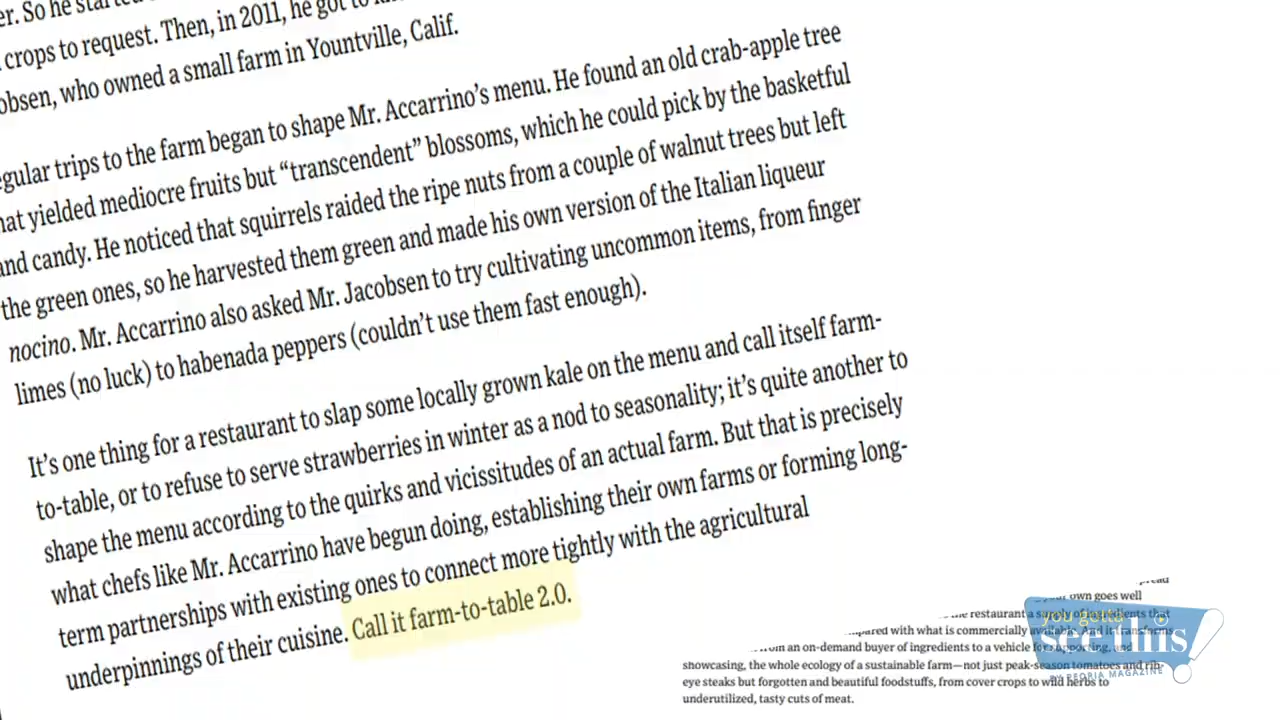 er. So he started
crops to request. Then, in 2011, he got to
obsen, who owned a small farm in Yountville, Calif.
egular trips to the farm began to shape Mr. Accarrino's menu. He found an old crab-apple tree
hat yielded mediocre fruits but “transcendent” blossoms, which he could pick by the basketful
and candy. He noticed that squirrels raided the ripe nuts from a couple of walnut trees but left
the green ones, so he harvested them green and made his own version of the Italian liqueur
nocino. Mr. Accarrino also asked Mr. Jacobsen to try cultivating uncommon items, from finger
limes (no luck) to habenada peppers (couldn't use them fast enough).
It's one thing for a restaurant to slap some locally grown kale on the menu and call itself farm-
to-table, or to refuse to serve strawberries in winter as a nod to seasonality; it's quite another to
shape the menu according to the quirks and vicissitudes of an actual farm. But that is precisely
what chefs like Mr. Accarrino have begun doing, establishing their own farms or forming long-
term partnerships with existing ones to connect more tightly with the agricultural
underpinnings of their cuisine. Call it farm-to-table 2.0.
own goes well
restaurant a supply of ingredients that
mpared with what is commercially available. And it transforms
from an on-demand buyer of ingredients to a vehicle for supporting, and
showcasing, the whole ecology of a sustainable farm—not just peak-season tomatoes and rib-
eye steaks but forgotten and beautiful foodstuffs, from cover crops to wild herbs to
underutilized, tasty cuts of meat.
you gotta
see this!
BY PEORIA MAGAZINE